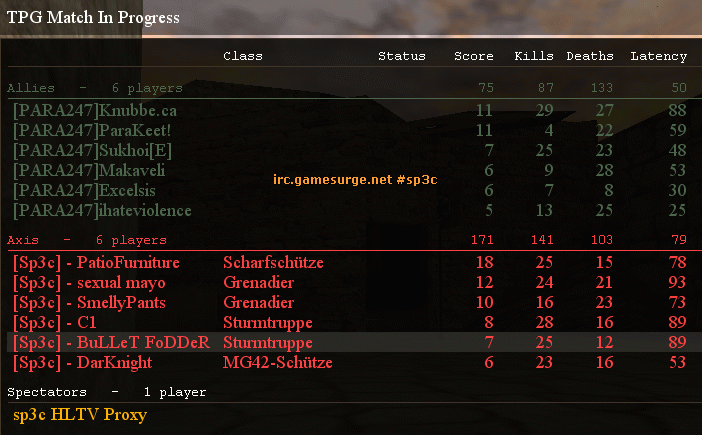 TPG Match In Progress
Class Status Score Kills Deaths Latency
Allies - 6 players 75 87 133 50
[PARA247]Knubbe.ca 11 29 27 88
[PARA247]ParaKeet! 11 4 22 59
[PARA247]Sukhoi[E] 7 25 23 48
[PARA247]Makaveli 6 9 28 53
irc.gamesurge.net #sp3c
[PARA247]Excelsis 6 7 8 30
[PARA247]ihateviolence 5 13 25 25
Axis - 6 players 171 141 103 79
[Sp3c] - PatioFurniture Scharfschütze 18 25 15 78
[Sp3c] - sexual mayo Grenadier 12 24 21 93
[Sp3c] - SmellyPants Grenadier 10 16 23 73
[Sp3c] - C1 Sturmtruppe 8 28 16 89
[Sp3c] - BuLLeT FoDDeR Sturmtruppe 7 25 12 89
[Sp3c] - DarKnight MG42-Schütze 6 23 16 53
Spectators - 1 player
sp3c HLTV Proxy